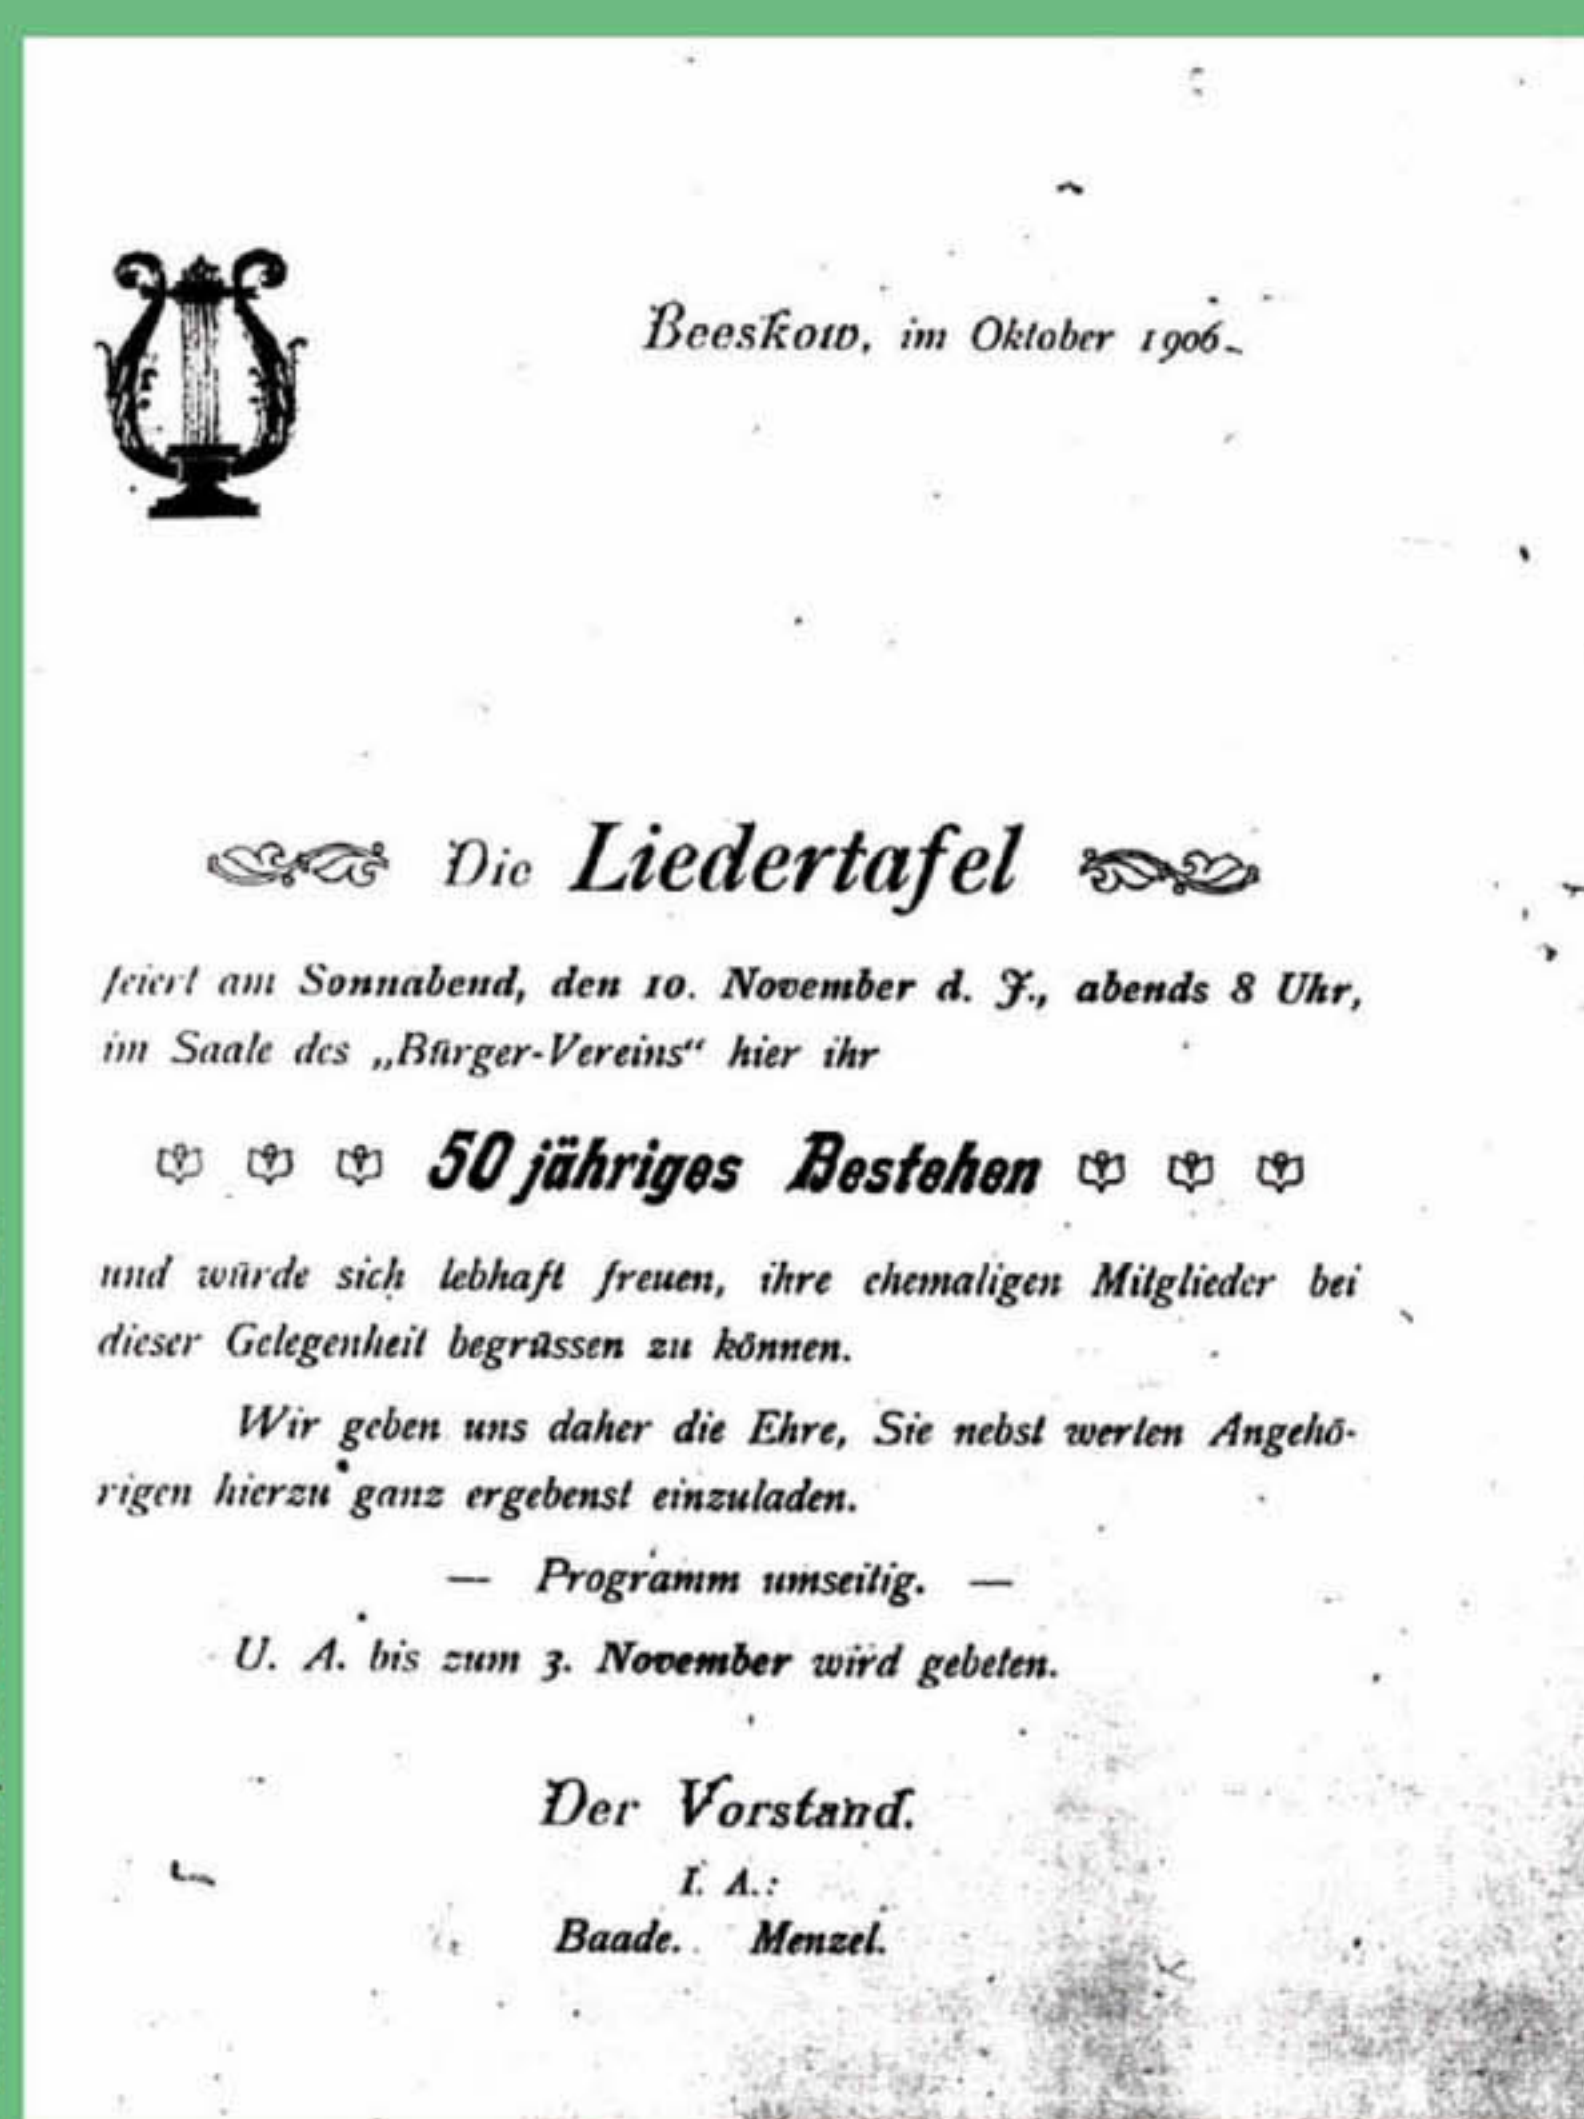 Beeskow, im Oktober 1906.
Die Liedertafel
feiert am Sonnabend, den 10. November d. J., abends 8 Uhr,
im Saale des „Bürger-Vereins“ hier ihr
50 jähriges Bestehen
und würde sich lebhaft freuen, ihre ehemaligen Mitglieder bei
dieser Gelegenheit begrüssen zu können.
Wir geben uns daher die Ehre, Sie nebst werten Angehö-
rigen hierzu ganz ergebenst einzuladen.
— Programm umseitig. —
U. A. bis zum 3. November wird gebeten.
Der Vorstand.
I. A.:
Baade. Menzel.